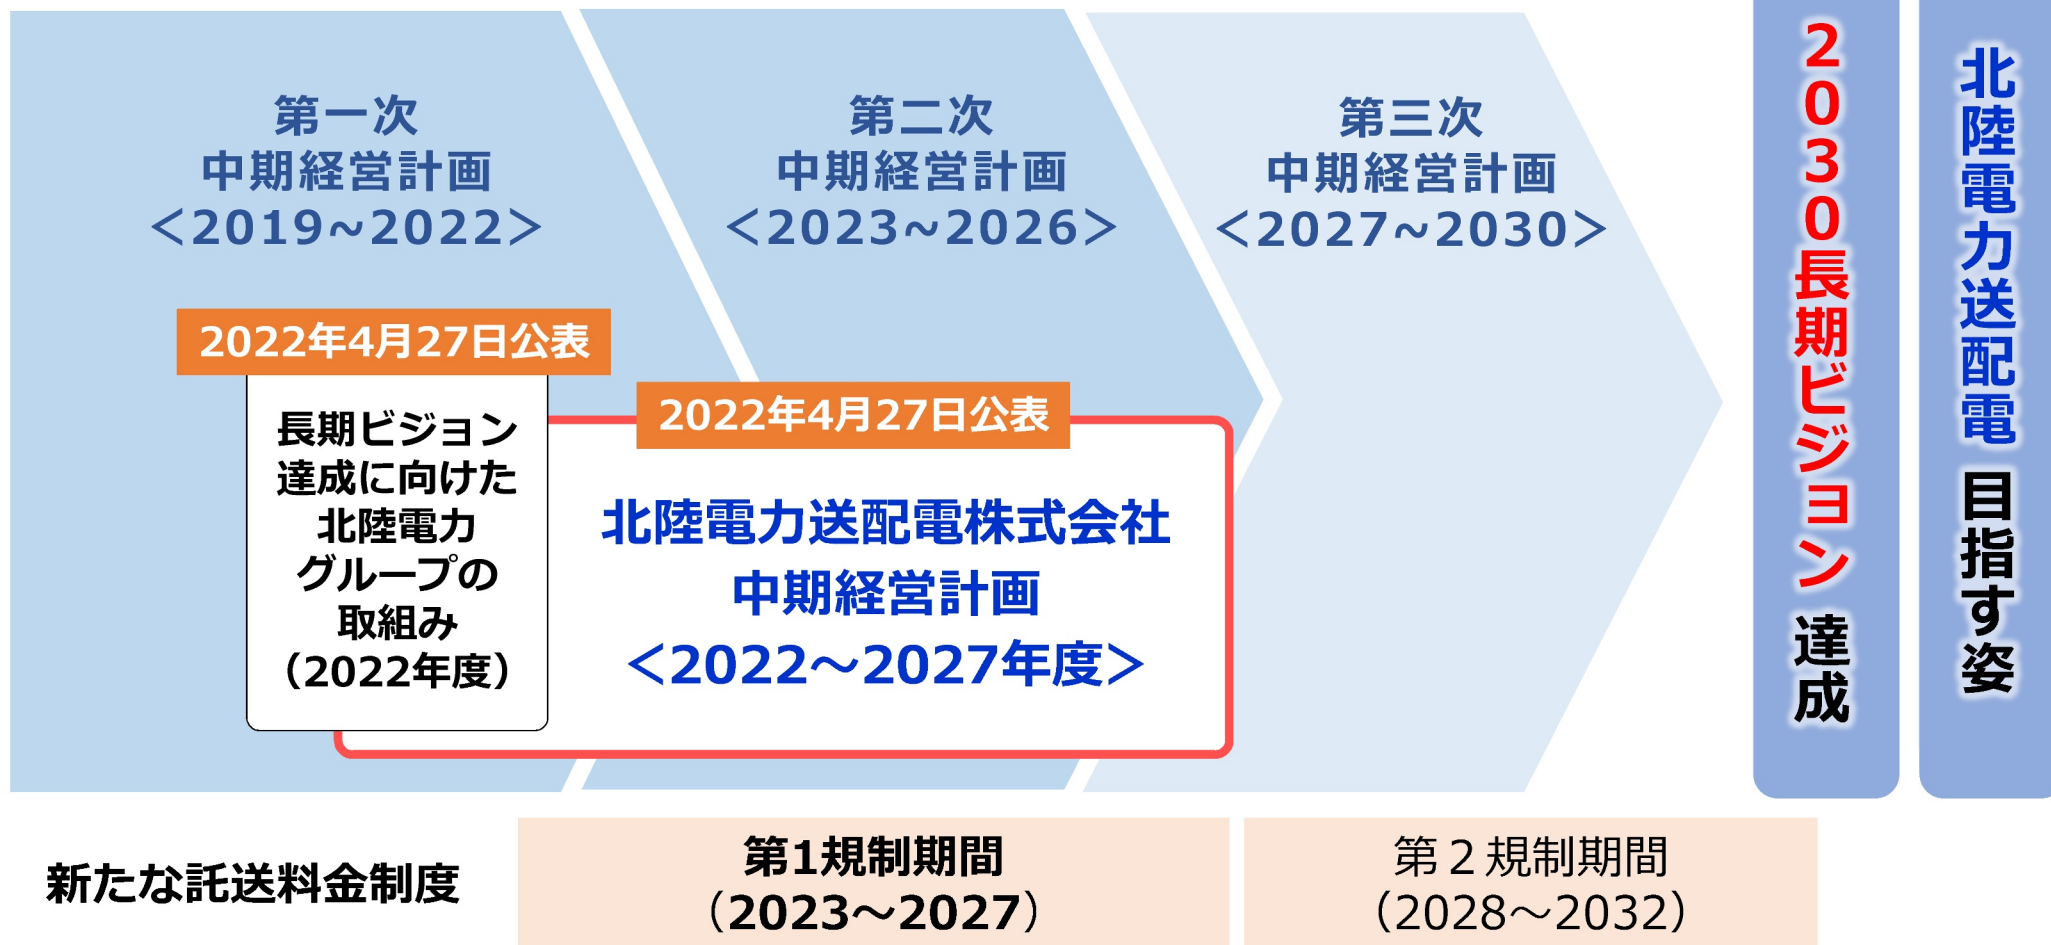 第一次
中期経営計画
＜2019~2022＞
第二次
中期経営計画
＜2023~2026＞
第三次
中期経営計画
＜2027~2030＞
2022年4月27日公表
長期ビジョン
達成に向けた
北陸電力
グループの
取組み
（2022年度）
2022年4月27日公表
北陸電力送配電株式会社
中期経営計画
＜2022～2027年度＞
２０３０長期ビジョン 達成
北陸電力送配電 目指す姿
新たな託送料金制度
第1規制期間
（2023～2027）
第２規制期間
（2028～2032）